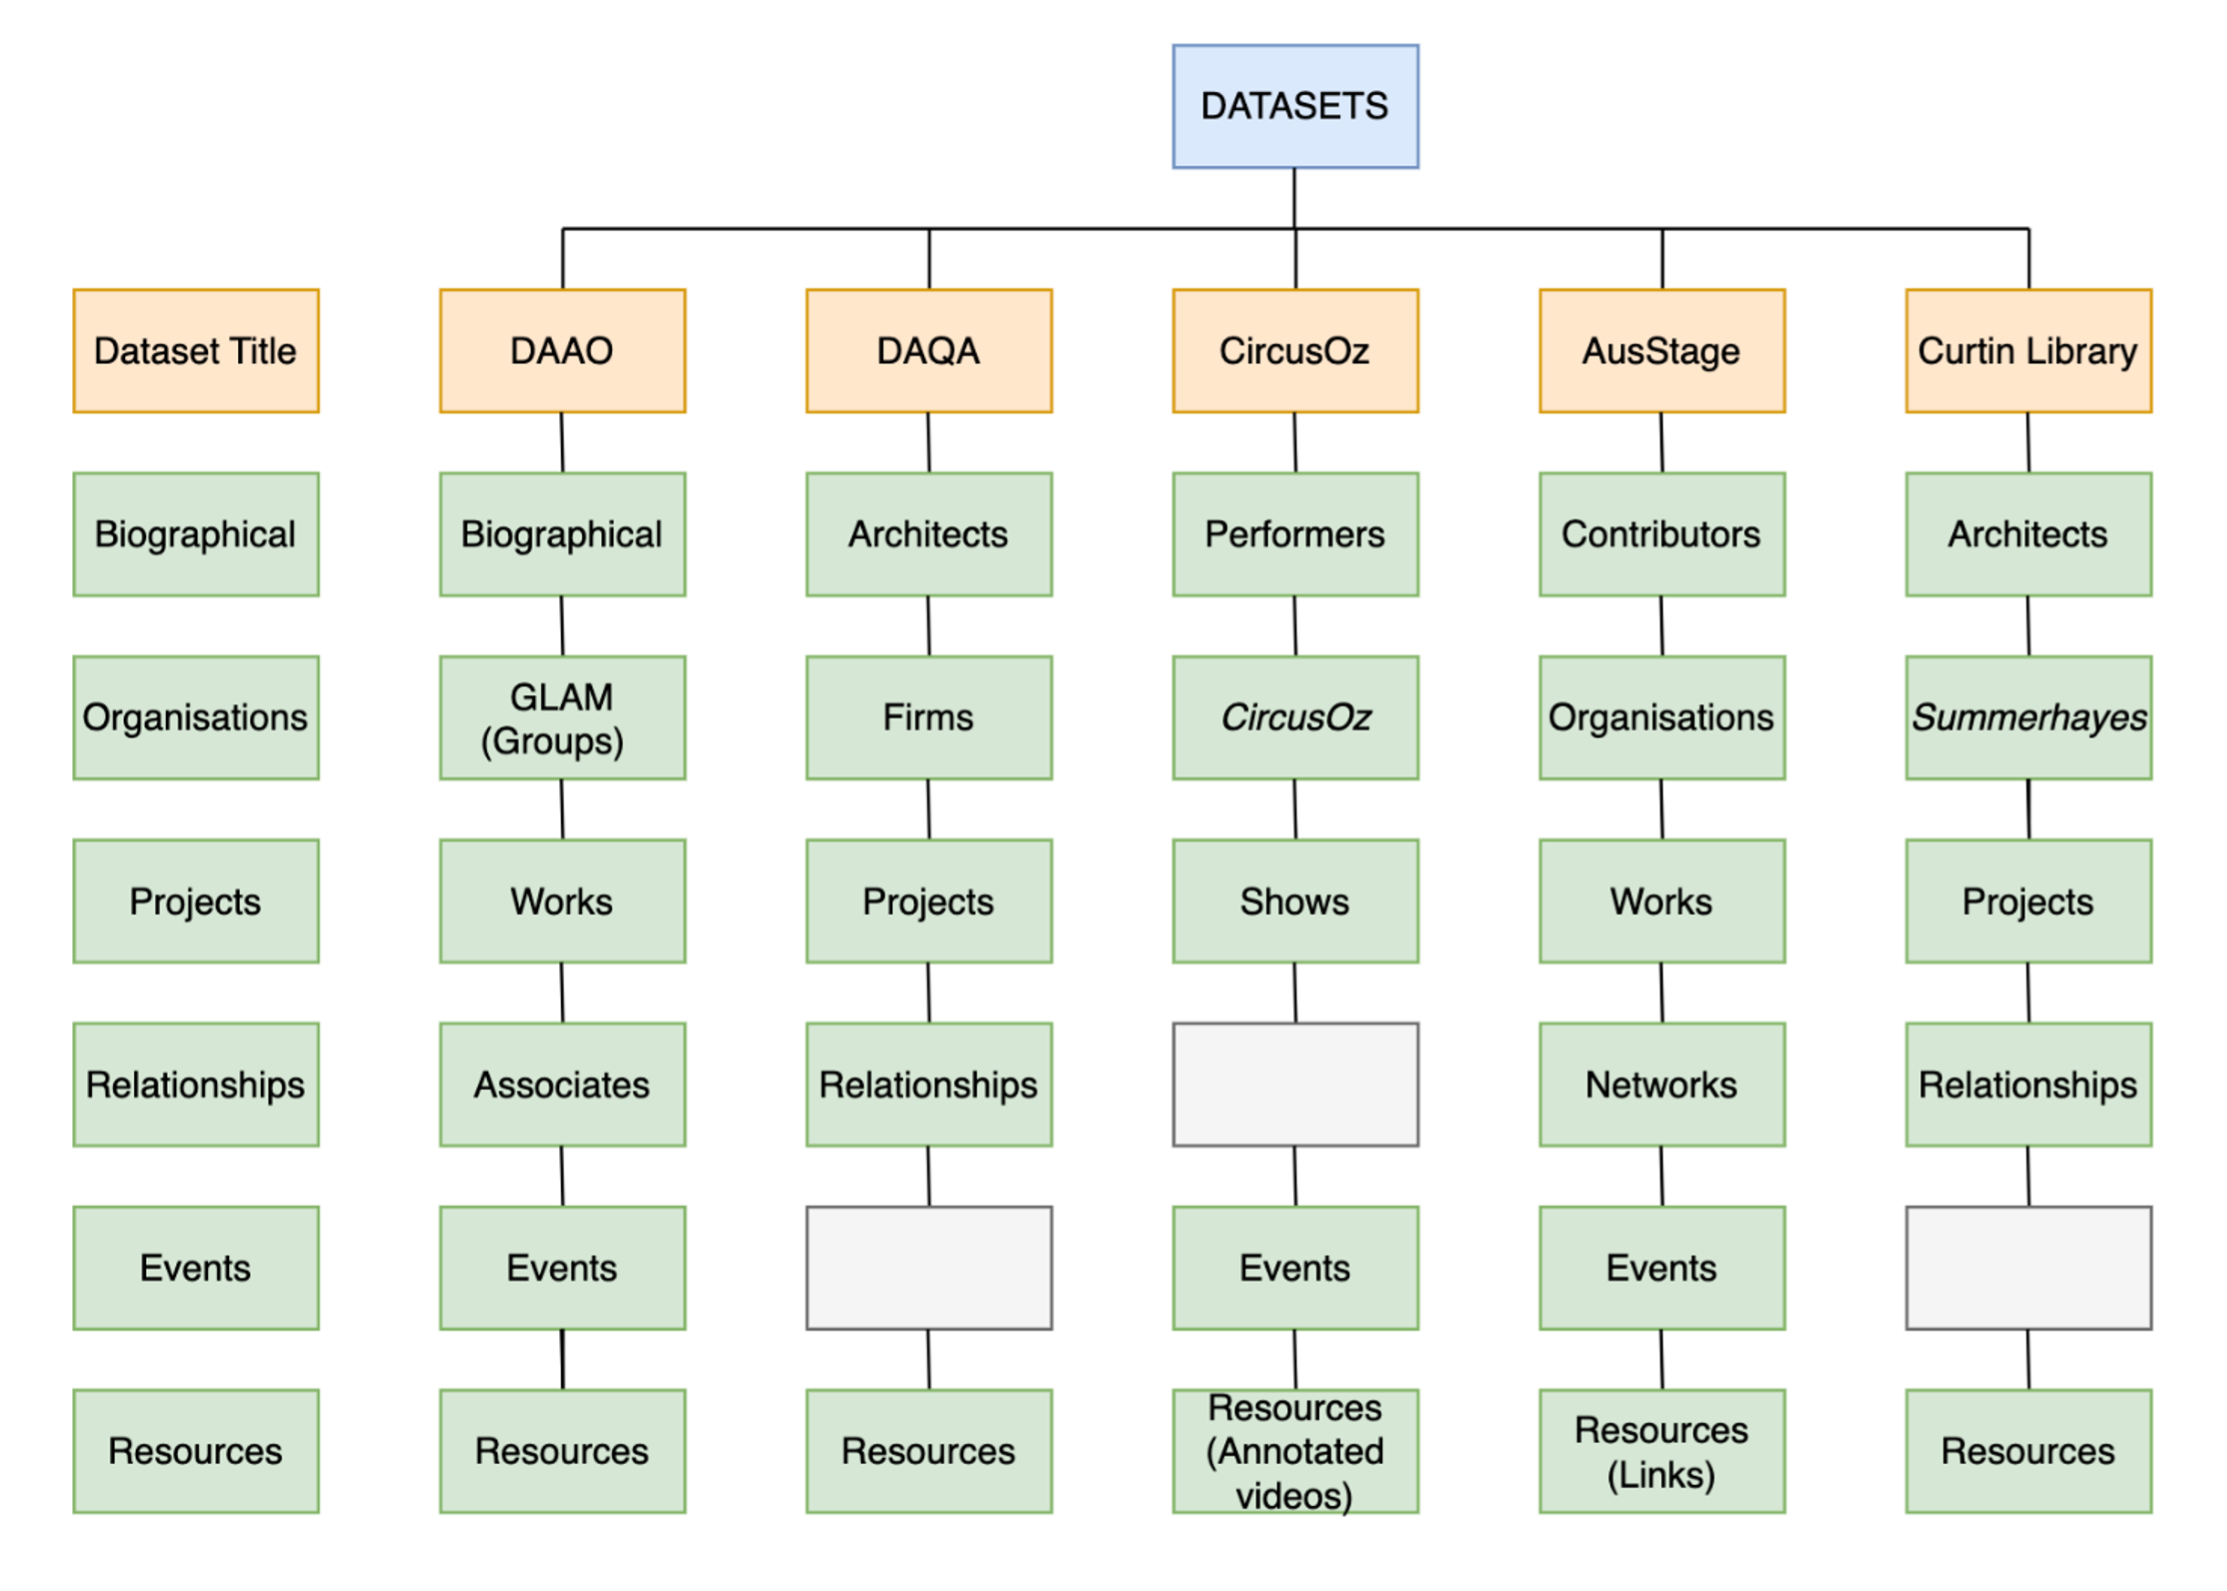 DATASETS
Dataset Title
DAAO
DAQA
CircusOz
AusStage
Curtin Library
Biographical
Biographical
Architects
Performers
Contributors
Architects
Organisations
GLAM
(Groups)
Firms
CircusOz
Organisations
Summerhayes
Projects
Works
Projects
Shows
Works
Projects
Relationships
Associates
Relationships
Networks
Relationships
Events
Events
Events
Events
Resources
Resources
Resources
Resources
(Annotated
videos)
Resources
(Links)
Resources